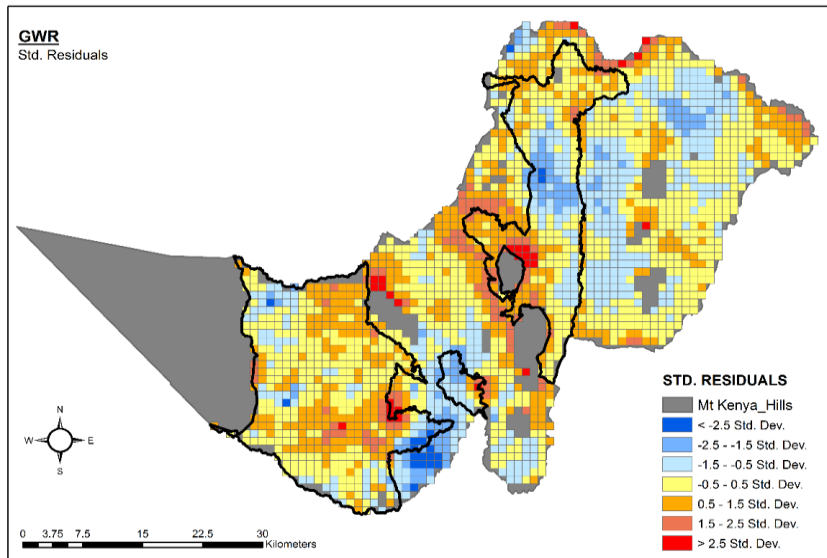 GWR
Std. Residuals
STD. RESIDUALS
Mt Kenya_Hills
< -2.5 Std. Dev.
-2.5 - -1.5 Std. Dev.
-1.5 - -0.5 Std. Dev.
-0.5 - 0.5 Std. Dev.
0.5 - 1.5 Std. Dev.
1.5 - 2.5 Std. Dev.
> 2.5 Std. Dev.
N
W E
S
0 3.75 7.5 15 22.5 30
Kilometers